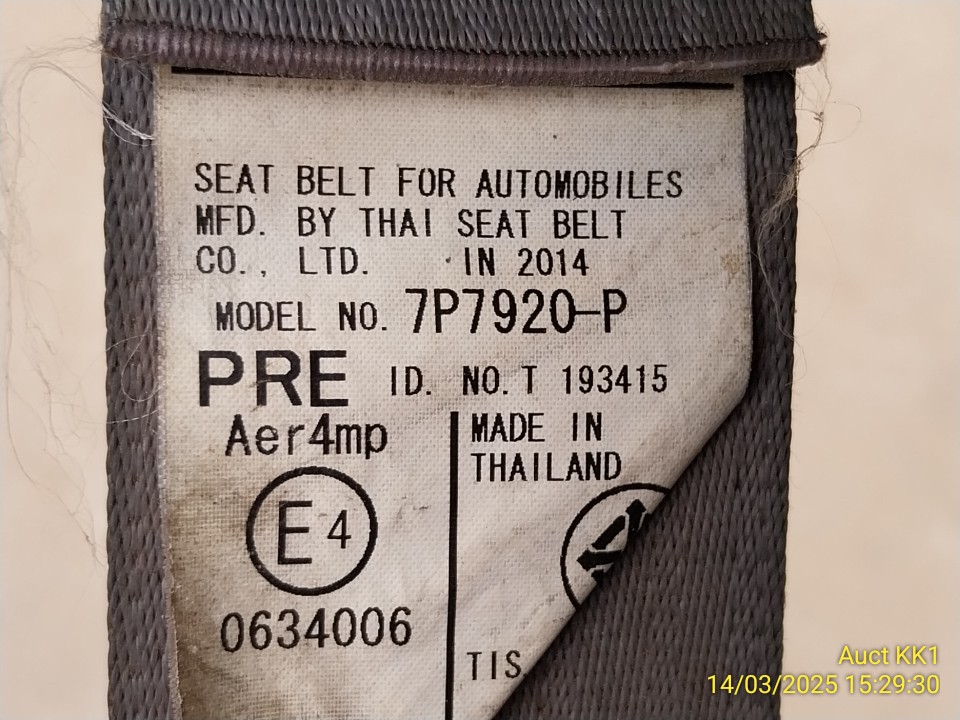 SEAT BELT FOR AUTOMOBILES
MFD. BY THAI SEAT BELT
CO., LTD. IN 2014
MODEL NO. 7P7920-P
PRE ID. NO. T 193415
Aer4mp
MADE IN
THAILAND
E4
0634006
TIS.
Auct KK1
14/03/2025 15:29:30